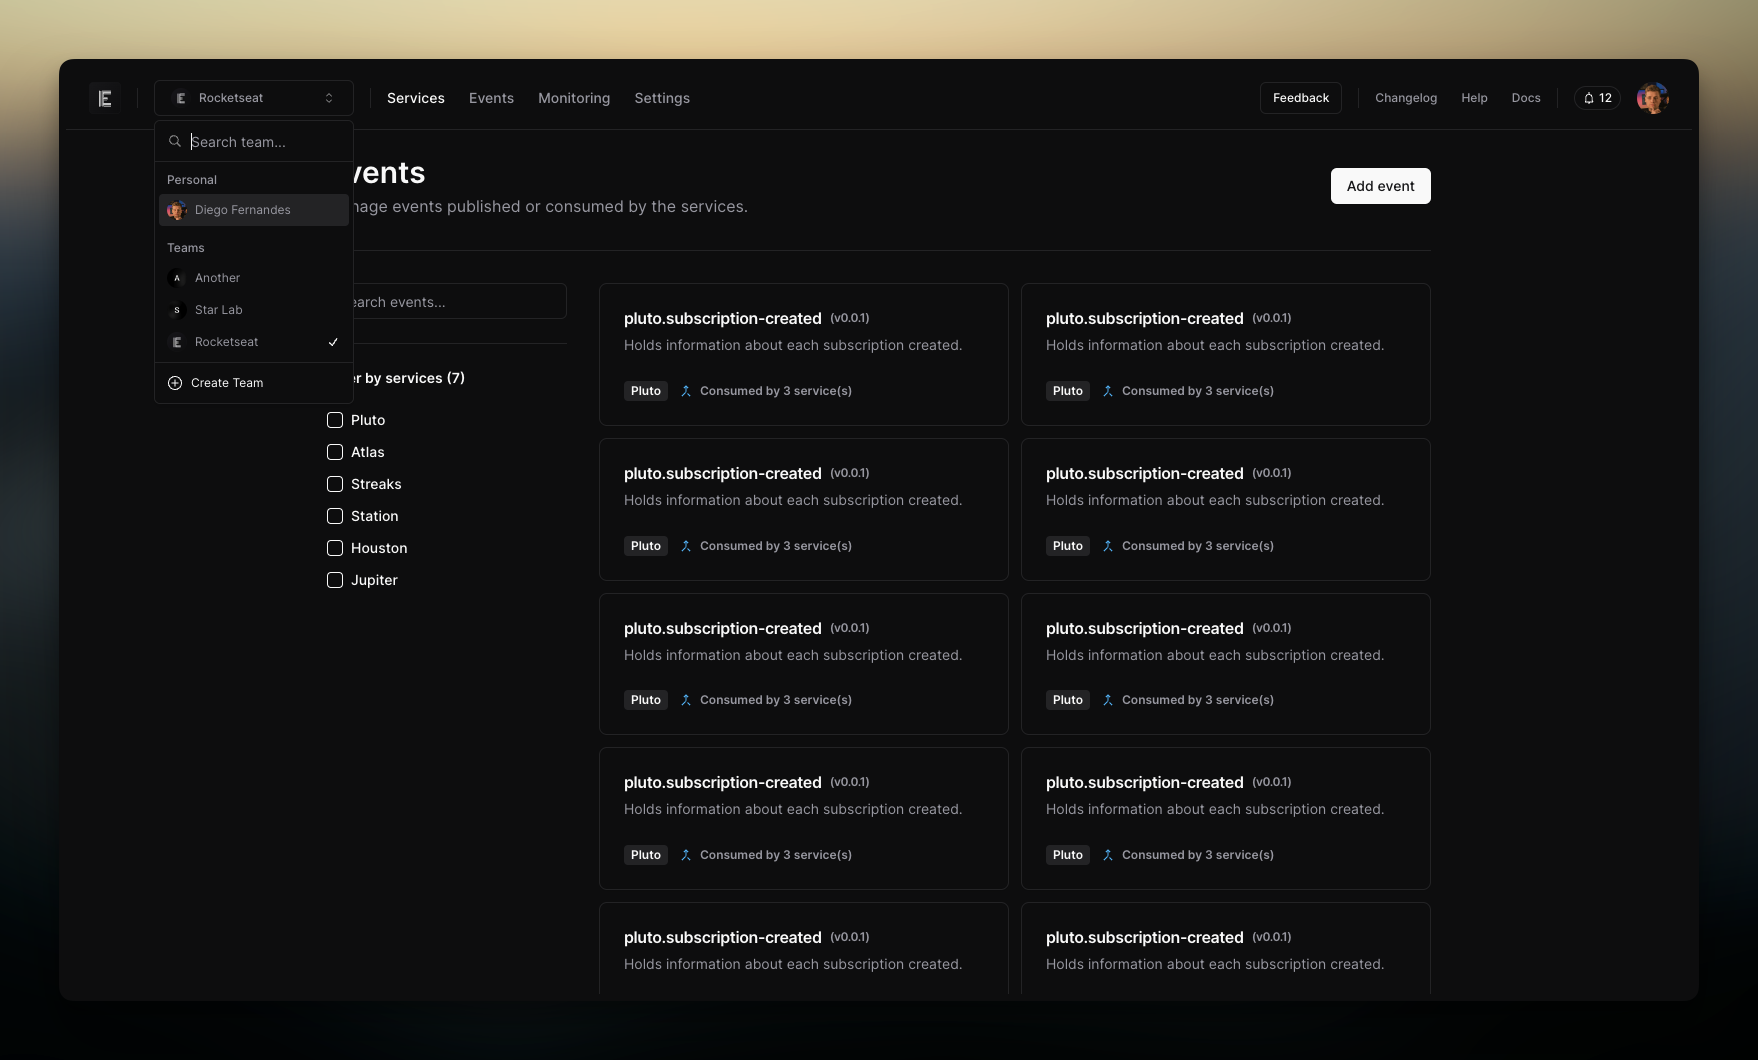 E
E Rocketseat
Services Events Monitoring Settings
Feedback Changelog Help Docs 12
Search team...
Personal
Diego Fernandes
Teams
A Another
S Star Lab
E Rocketseat
Create Team
vents
nage events published or consumed by the services.
Add event
earch events...
er by services (7)
Pluto
Atlas
Streaks
Station
Houston
Jupiter
pluto.subscription-created (v0.0.1)
Holds information about each subscription created.
Pluto Consumed by 3 service(s)
pluto.subscription-created (v0.0.1)
Holds information about each subscription created.
Pluto Consumed by 3 service(s)
pluto.subscription-created (v0.0.1)
Holds information about each subscription created.
Pluto Consumed by 3 service(s)
pluto.subscription-created (v0.0.1)
Holds information about each subscription created.
Pluto Consumed by 3 service(s)
pluto.subscription-created (v0.0.1)
Holds information about each subscription created.
Pluto Consumed by 3 service(s)
pluto.subscription-created (v0.0.1)
Holds information about each subscription created.
Pluto Consumed by 3 service(s)
pluto.subscription-created (v0.0.1)
Holds information about each subscription created.
Pluto Consumed by 3 service(s)
pluto.subscription-created (v0.0.1)
Holds information about each subscription created.
Pluto Consumed by 3 service(s)
pluto.subscription-created (v0.0.1)
Holds information about each subscription created.
pluto.subscription-created (v0.0.1)
Holds information about each subscription created.